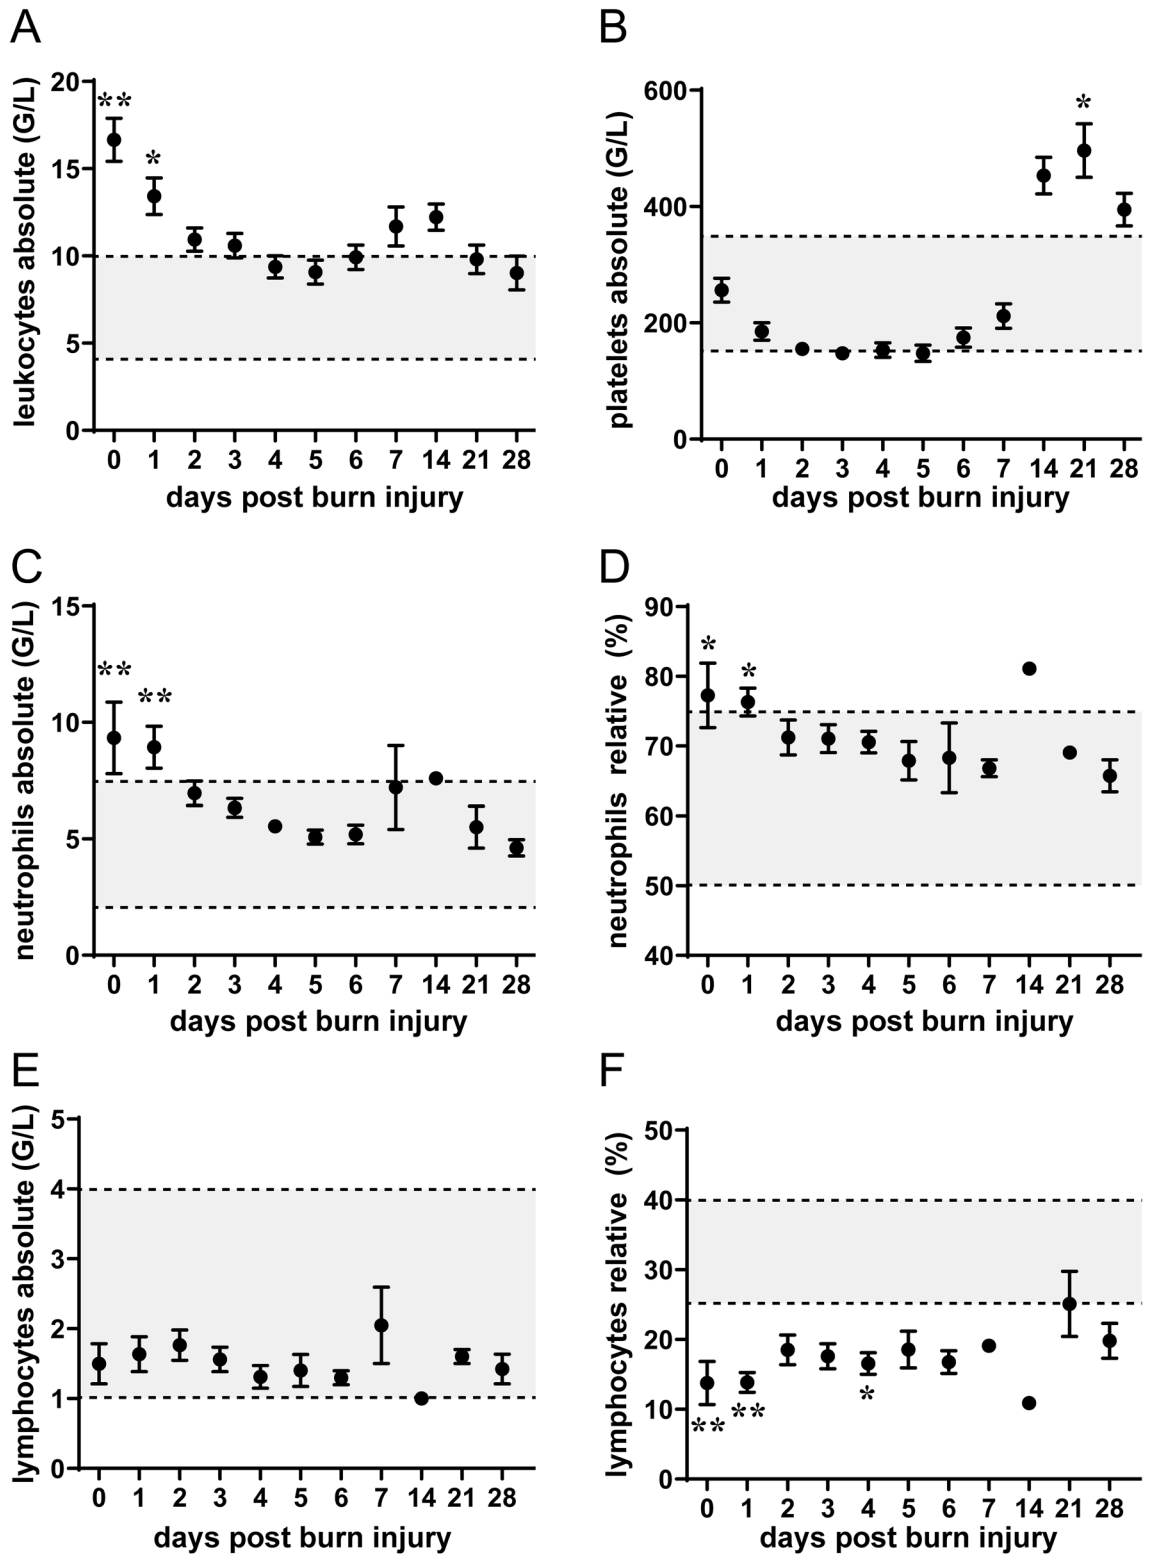 A
leukocytes absolute (G/L)
20
15
10
5
0
** *
0 1 2 3 4 5 6 7 14 21 28
days post burn injury
B
platelets absolute (G/L)
600
400
200
0
*
0 1 2 3 4 5 6 7 14 21 28
days post burn injury
C
neutrophils absolute (G/L)
15
10
5
0
** **
0 1 2 3 4 5 6 7 14 21 28
days post burn injury
D
neutrophils relative (%)
90
80
70
60
50
40
* *
0 1 2 3 4 5 6 7 14 21 28
days post burn injury
E
lymphocytes absolute (G/L)
5
4
3
2
1
0
0 1 2 3 4 5 6 7 14 21 28
days post burn injury
F
lymphocytes relative (%)
50
40
30
20
10
0
** ** *
0 1 2 3 4 5 6 7 14 21 28
days post burn injury